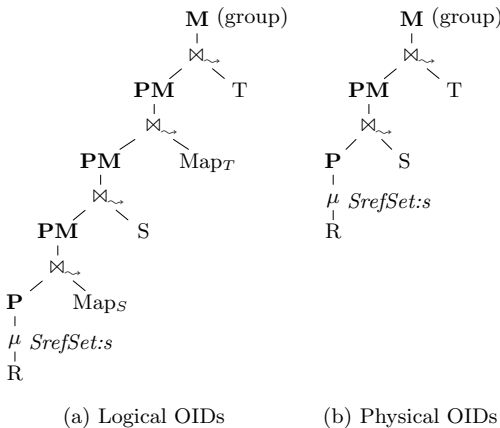 M (group) M (group)
⋈⇝ ⋈⇝
PM T PM T
⋈⇝ ⋈⇝
PM Map_T P S
⋈⇝ μ SrefSet:s
PM S R
⋈⇝
P Map_S
μ SrefSet:s
R
(a) Logical OIDs (b) Physical OIDs